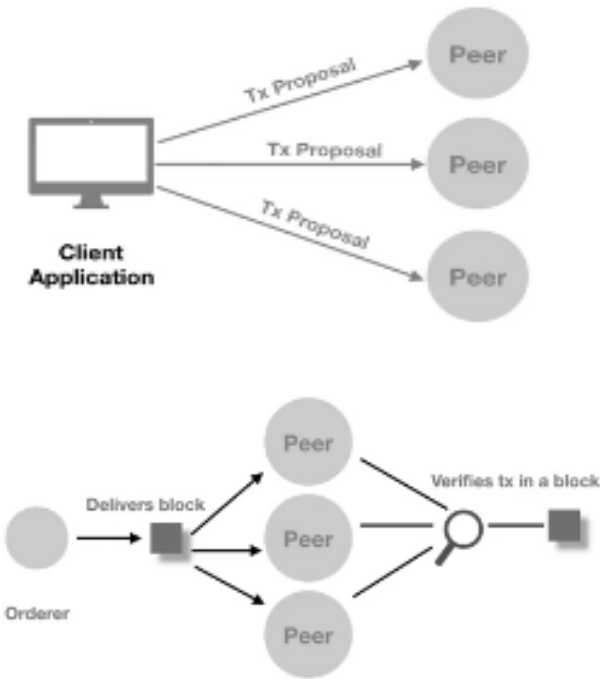 Peer
Tx Proposal
Tx Proposal
Peer
Tx Proposal
Client
Application
Peer
Peer
Verifies tx in a block
Delivers block
Peer
Orderer
Peer